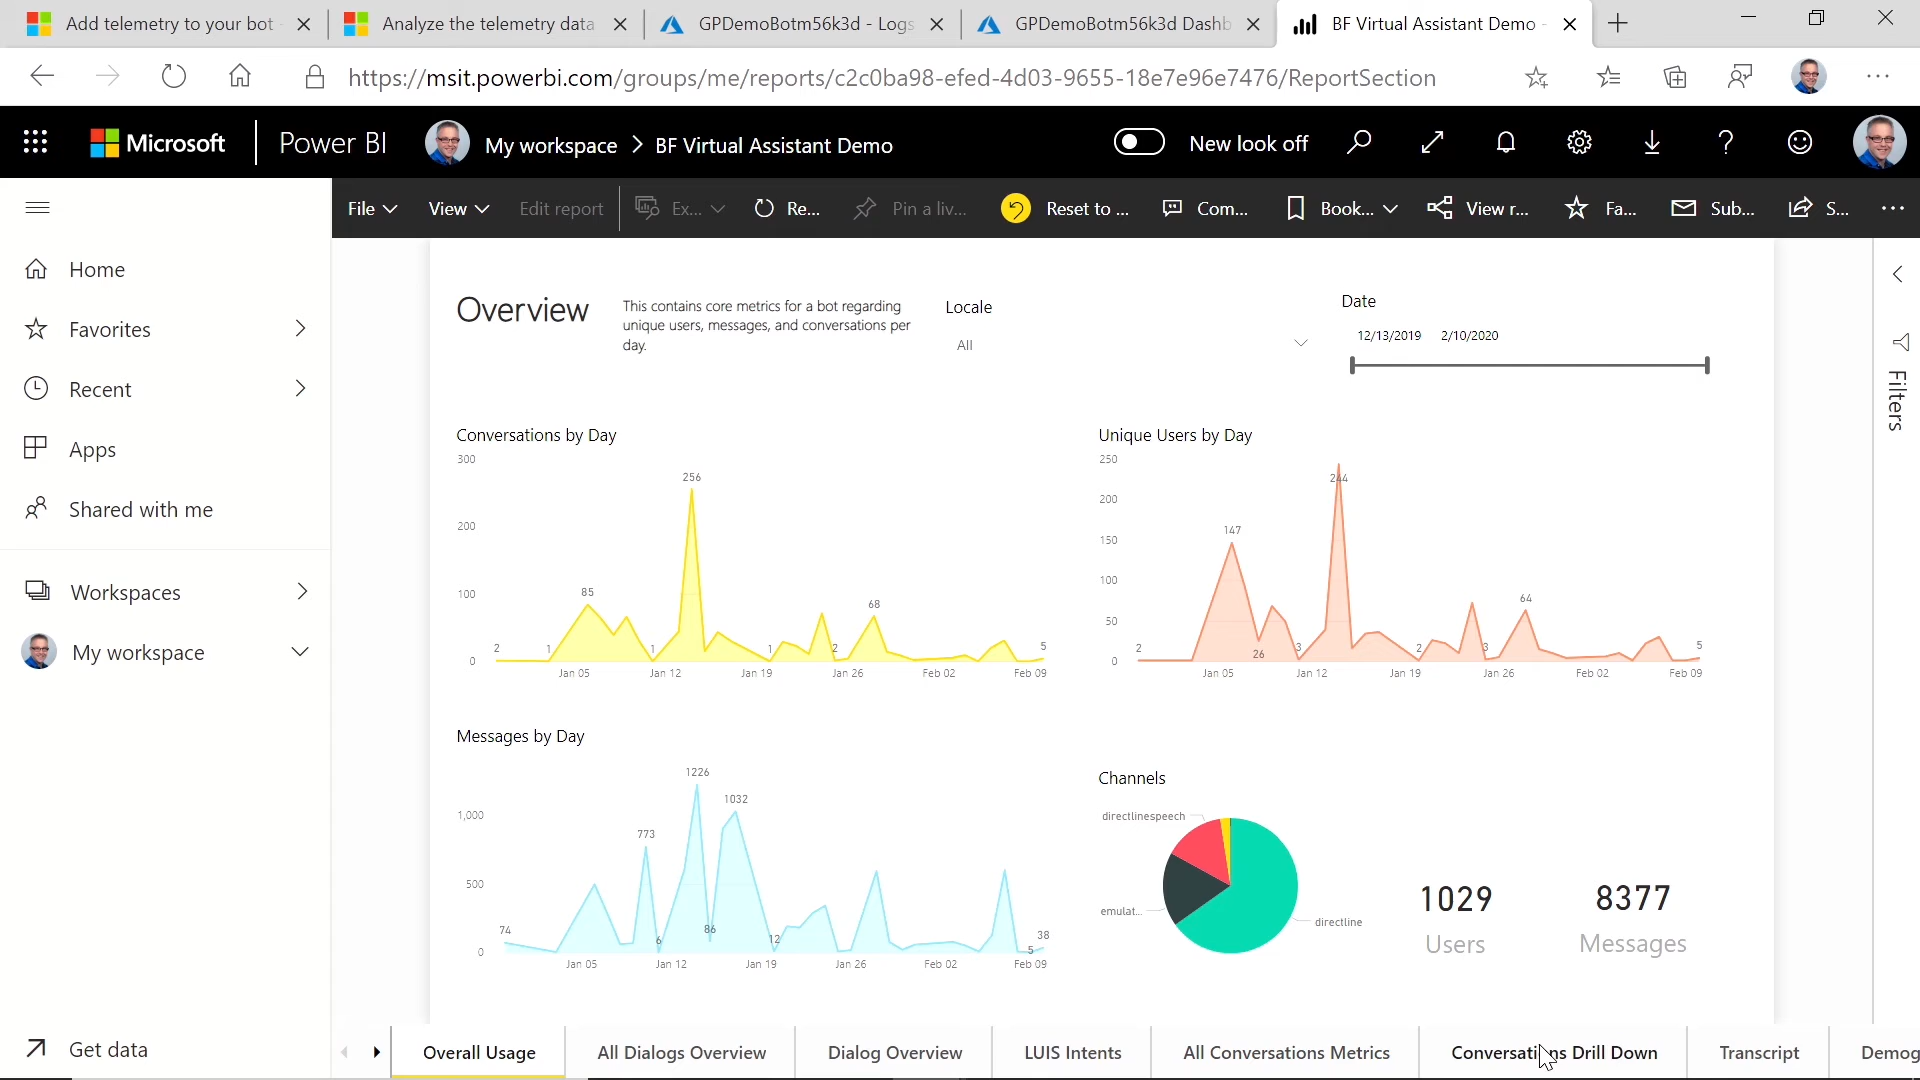 Add telemetry to your bot
Analyze the telemetry data
GPDemoBotm56k3d - Logs
GPDemoBotm56k3d Dashb
BF Virtual Assistant Demo -
https://msit.powerbi.com/groups/me/reports/c2c0ba98-efed-4d03-9655-18e7e96e7476/ReportSection
Microsoft
Power BI
My workspace > BF Virtual Assistant Demo
New look off
File
View
Edit report
Ex...
Re...
Pin a liv...
Reset to ...
Com...
Book...
View r...
Fa...
Sub...
S...
Home
Favorites
Recent
Apps
Shared with me
Workspaces
My workspace
Get data
Overview
This contains core metrics for a bot regarding
unique users, messages, and conversations per
day.
Locale
All
Date
12/13/2019 2/10/2020
Filters
Conversations by Day
300
200
100
0
2
1
85
1
256
1
2
68
5
Jan 05 Jan 12 Jan 19 Jan 26 Feb 02 Feb 09
Unique Users by Day
250
200
150
100
50
0
2
147
26
3
244
2
3
64
5
Jan 05 Jan 12 Jan 19 Jan 26 Feb 02 Feb 09
Messages by Day
1,000
500
0
74
773
6
1226
86
1032
12
5
38
Jan 05 Jan 12 Jan 19 Jan 26 Feb 02 Feb 09
Channels
directlinespeech
emulat...
directline
1029
Users
8377
Messages
Overall Usage
All Dialogs Overview
Dialog Overview
LUIS Intents
All Conversations Metrics
Conversations Drill Down
Transcript
Demog